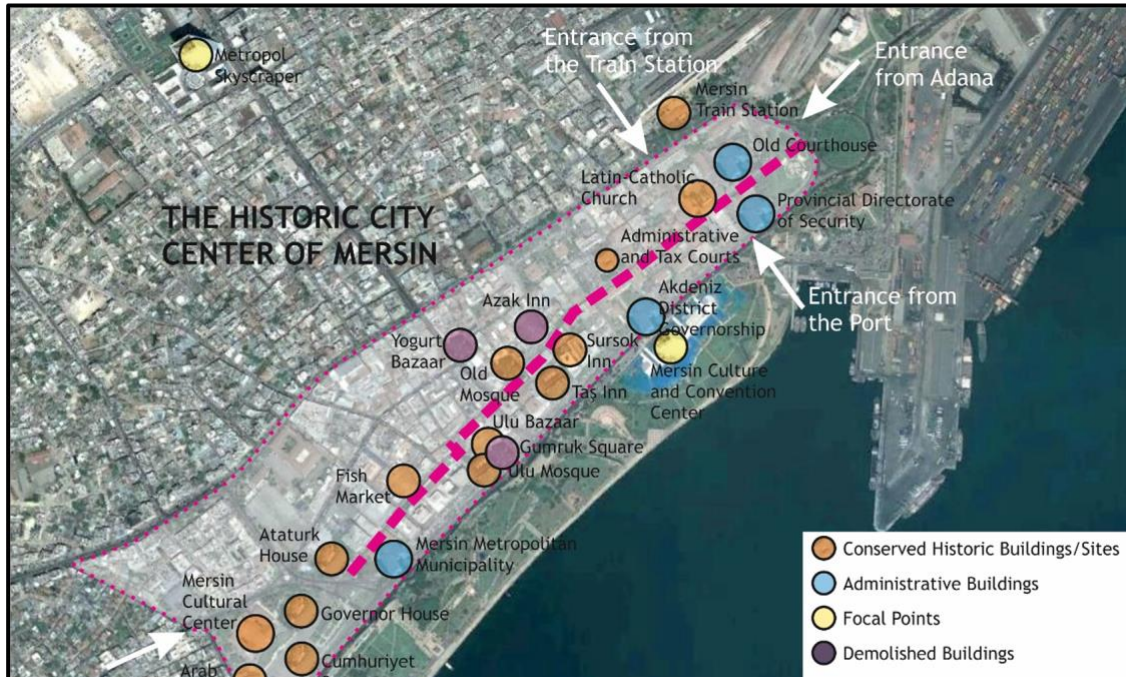 Metropol
Skyscraper
Entrance from
the Train Station
Entrance
from Adana
Mersin
Train Station
Old Courthouse
Latin-Catholic
Church
Provincial Directorate
of Security
THE HISTORIC CITY
CENTER OF MERSIN
Administrative
and Tax Courts
Entrance from
the Port
Azak Inn
Akdeniz
District
Governorship
Yogurt
Bazaar
Old
Mosque
Sursok
Inn
Taş Inn
Mersin Culture
and Convention
Center
Ulu Bazaar
Gumruk Square
Ulu Mosque
Fish
Market
Ataturk
House
Mersin Metropolitan
Municipality
Mersin
Cultural
Center
Governor House
Cumhuriyet
Arab
Conserved Historic Buildings/Sites
Administrative Buildings
Focal Points
Demolished Buildings